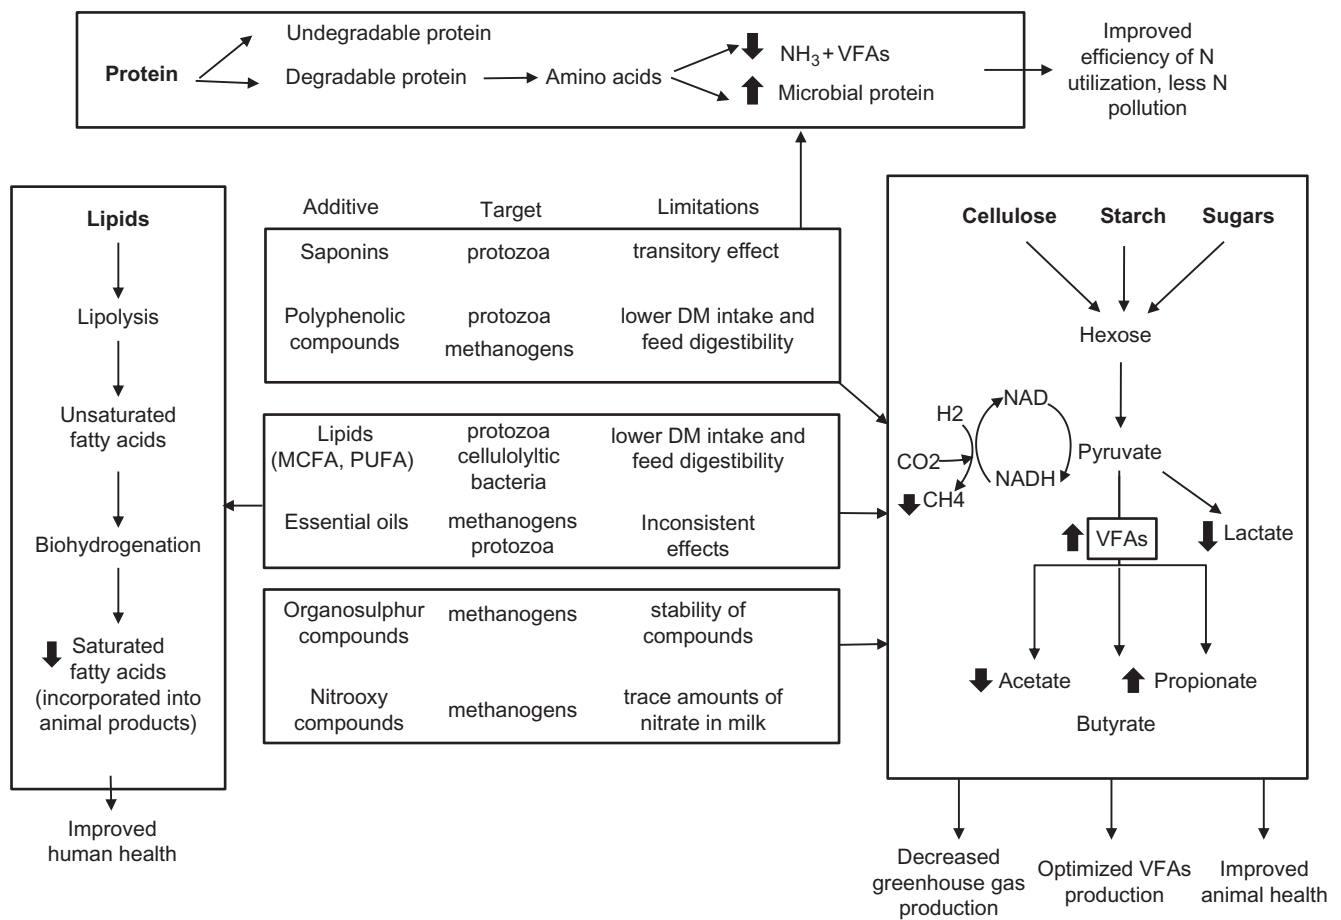 Protein
Undegradable protein
Degradable protein
Amino acids
NH3 + VFAs
Microbial protein
Improved
efficiency of N
utilization, less N
pollution
Lipids
Lipolysis
Unsaturated
fatty acids
Biohydrogenation
Saturated
fatty acids
(incorporated into
animal products)
Improved
human health
Additive Target Limitations
Saponins protozoa transitory effect
Polyphenolic protozoa lower DM intake and
compounds methanogens feed digestibility
Lipids protozoa lower DM intake and
(MCFA, PUFA) cellulolyltic feed digestibility
bacteria
Essential oils methanogens Inconsistent
protozoa effects
Organosulphur methanogens stability of
compounds compounds
Nitrooxy methanogens trace amounts of
compounds nitrate in milk
Cellulose Starch Sugars
Hexose
NAD
H2
CO2
Pyruvate
NADH
CH4
VFAs
Lactate
Acetate
Propionate
Butyrate
Decreased
greenhouse gas
production
Optimized VFAs
production
Improved
animal health